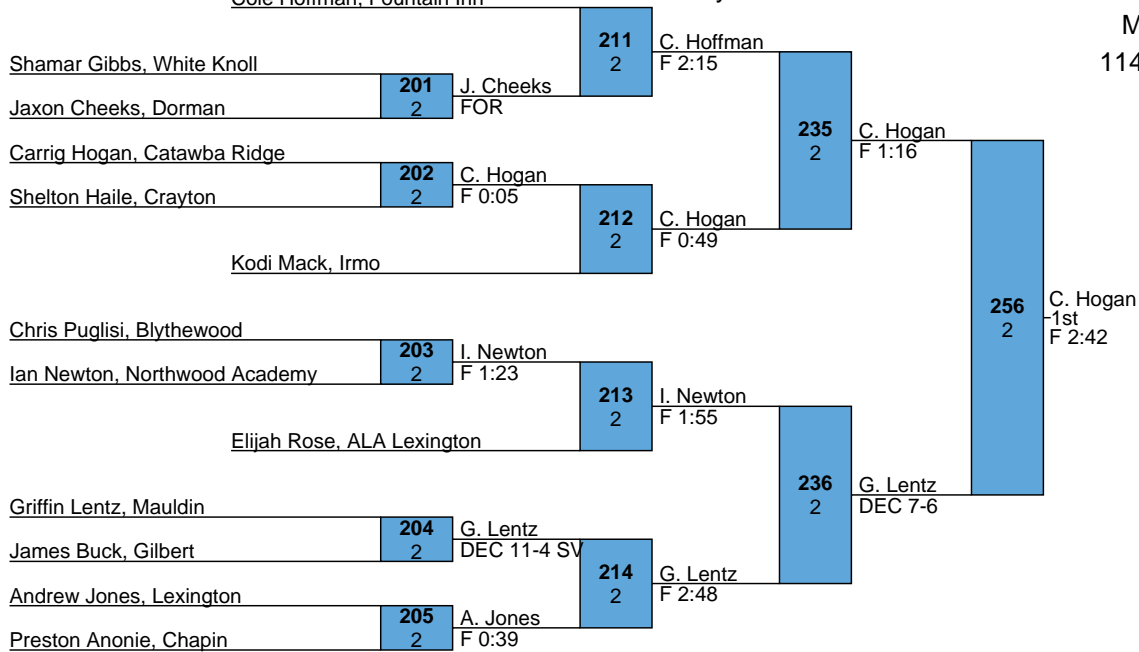 Cole Hoffman, Fountain Inn
M
114
211
2
C. Hoffman
F 2:15
Shamar Gibbs, White Knoll
201
2
J. Cheeks
FOR
Jaxon Cheeks, Dorman
235
2
C. Hogan
F 1:16
Carrig Hogan, Catawba Ridge
202
2
C. Hogan
F 0:05
Shelton Haile, Crayton
212
2
C. Hogan
F 0:49
Kodi Mack, Irmo
256
2
C. Hogan
1st
F 2:42
Chris Puglisi, Blythewood
203
2
I. Newton
F 1:23
Ian Newton, Northwood Academy
213
2
I. Newton
F 1:55
Elijah Rose, ALA Lexington
236
2
G. Lentz
DEC 7-6
Griffin Lentz, Mauldin
204
2
G. Lentz
DEC 11-4 SV
James Buck, Gilbert
214
2
G. Lentz
F 2:48
Andrew Jones, Lexington
205
2
A. Jones
F 0:39
Preston Anonie, Chapin